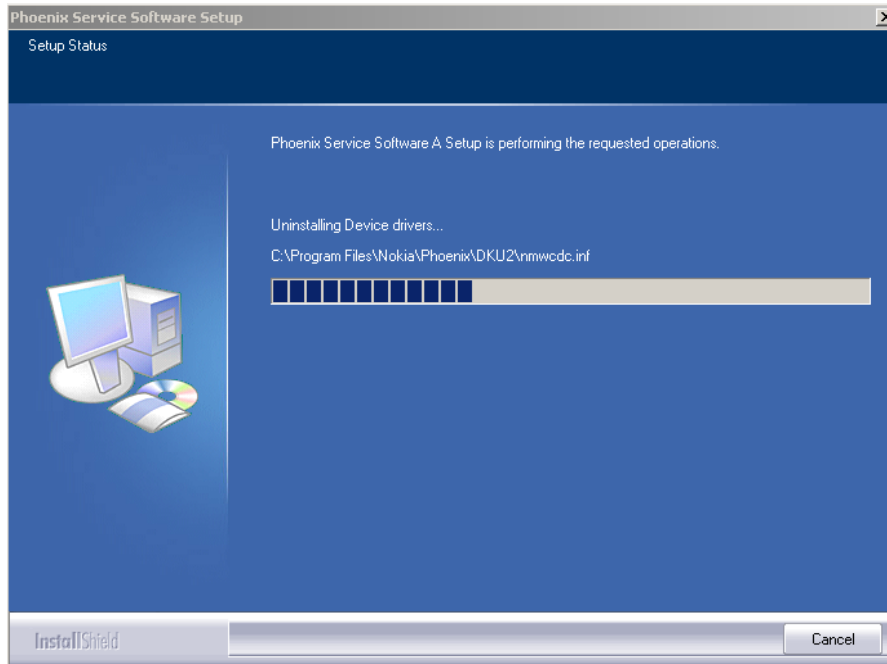 Phoenix Service Software Setup
Setup Status
Phoenix Service Software A Setup is performing the requested operations.
Uninstalling Device drivers...
C:\Program Files\Nokia\Phoenix\DKU2\nmwcdc.inf
InstallShield
Cancel